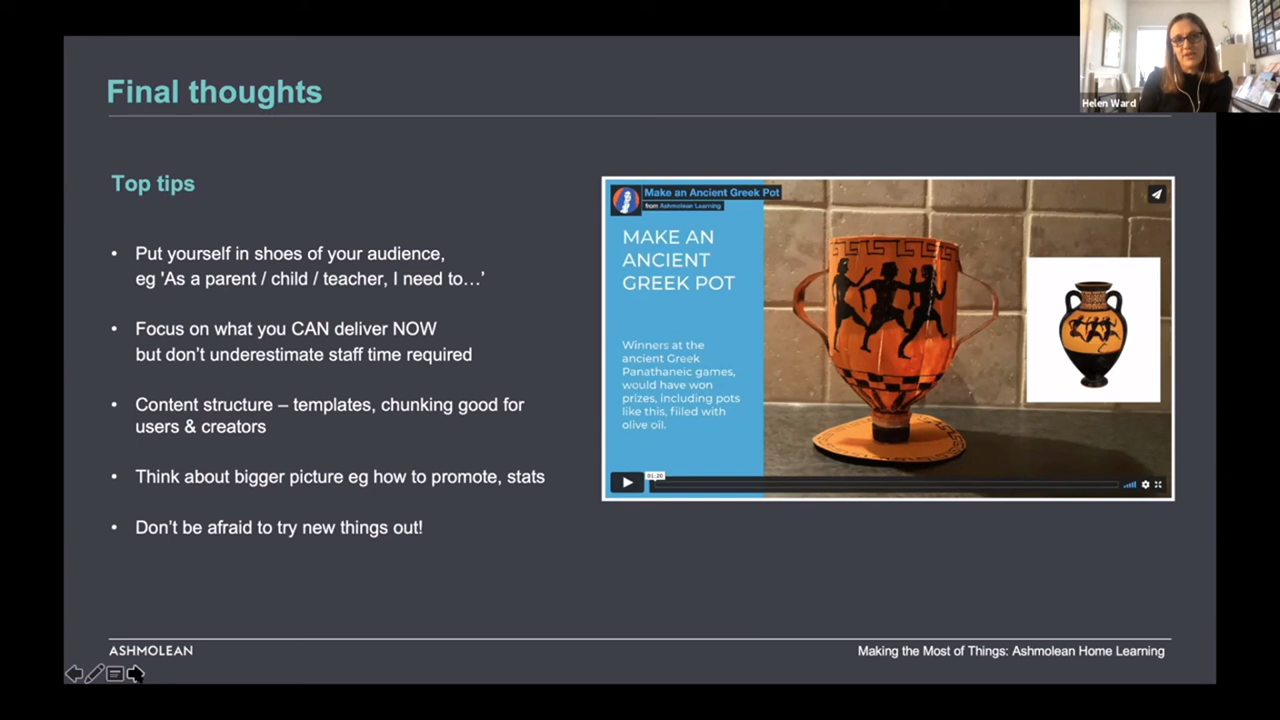 Helen Ward
Final thoughts
Top tips
• Put yourself in shoes of your audience,
eg 'As a parent / child / teacher, I need to…'
• Focus on what you CAN deliver NOW
but don't underestimate staff time required
• Content structure – templates, chunking good for
users & creators
• Think about bigger picture eg how to promote, stats
• Don't be afraid to try new things out!
Make an Ancient Greek Pot
from Ashmolean Learning
MAKE AN
ANCIENT
GREEK POT
Winners at the
ancient Greek
Panathaneic games,
would have won
prizes, including pots
like this, filled with
olive oil.
01:20
ASHMOLEAN
Making the Most of Things: Ashmolean Home Learning